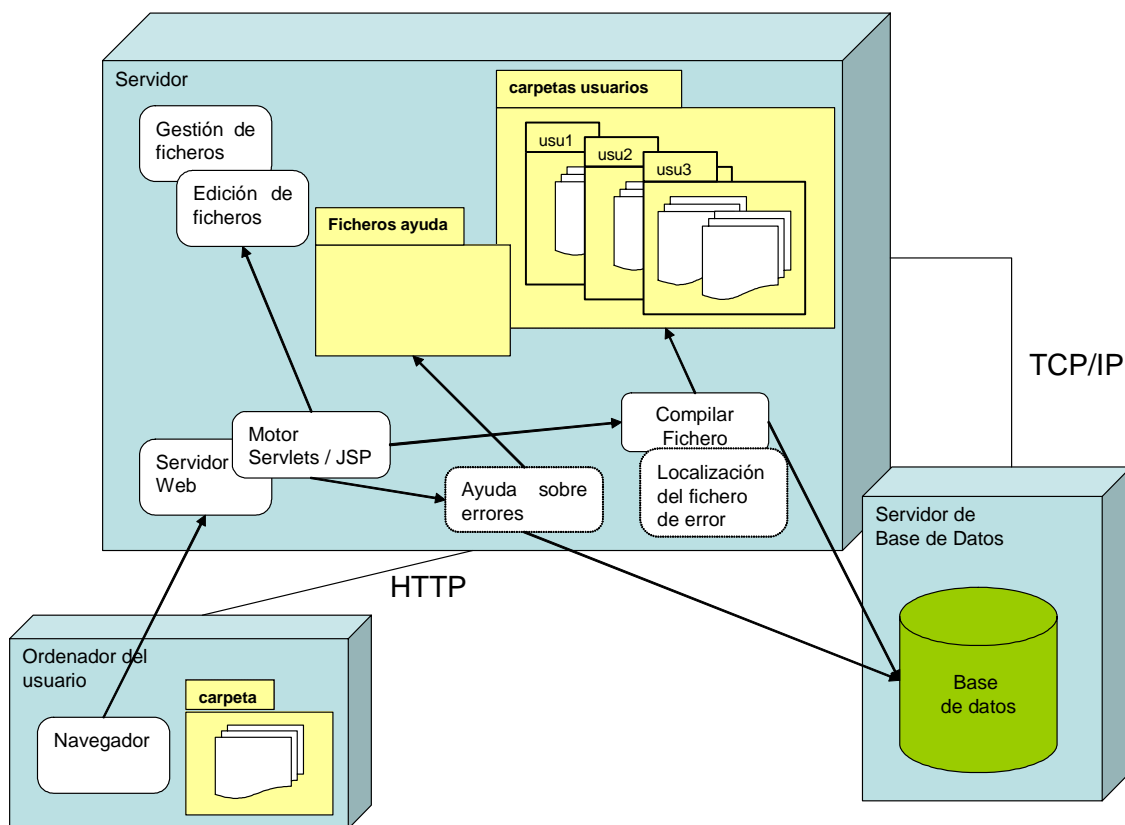 Servidor
carpetas usuarios
Gestión de
ficheros
usu1
usu2
usu3
Edición de
ficheros
Ficheros ayuda
TCP/IP
Compilar
Fichero
Motor
Servlets / JSP
Servidor
Web
Ayuda sobre
errores
Localización
del fichero
de error
Servidor de
Base de Datos
HTTP
Ordenador del
usuario
carpeta
Navegador
Base
de datos